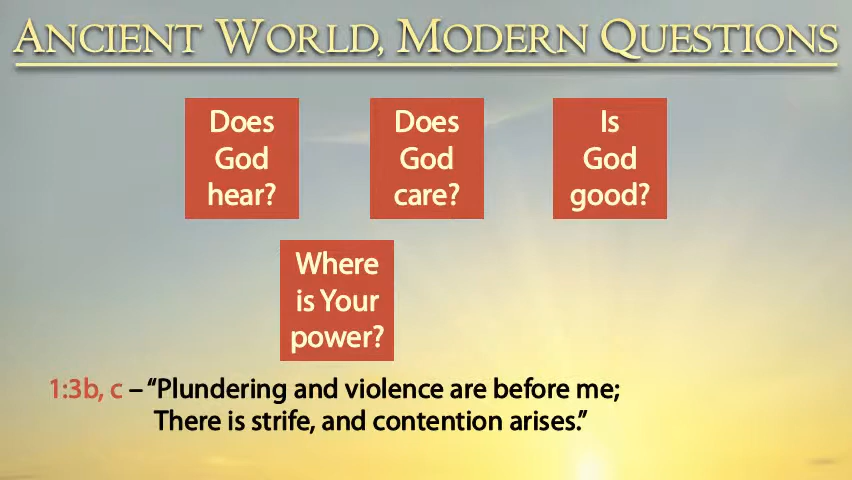 ANCIENT WORLD, MODERN QUESTIONS
Does
God
hear?
Does
God
care?
Is
God
good?
Where
is Your
power?
1:3b, c – “Plundering and violence are before me;
There is strife, and contention arises.”